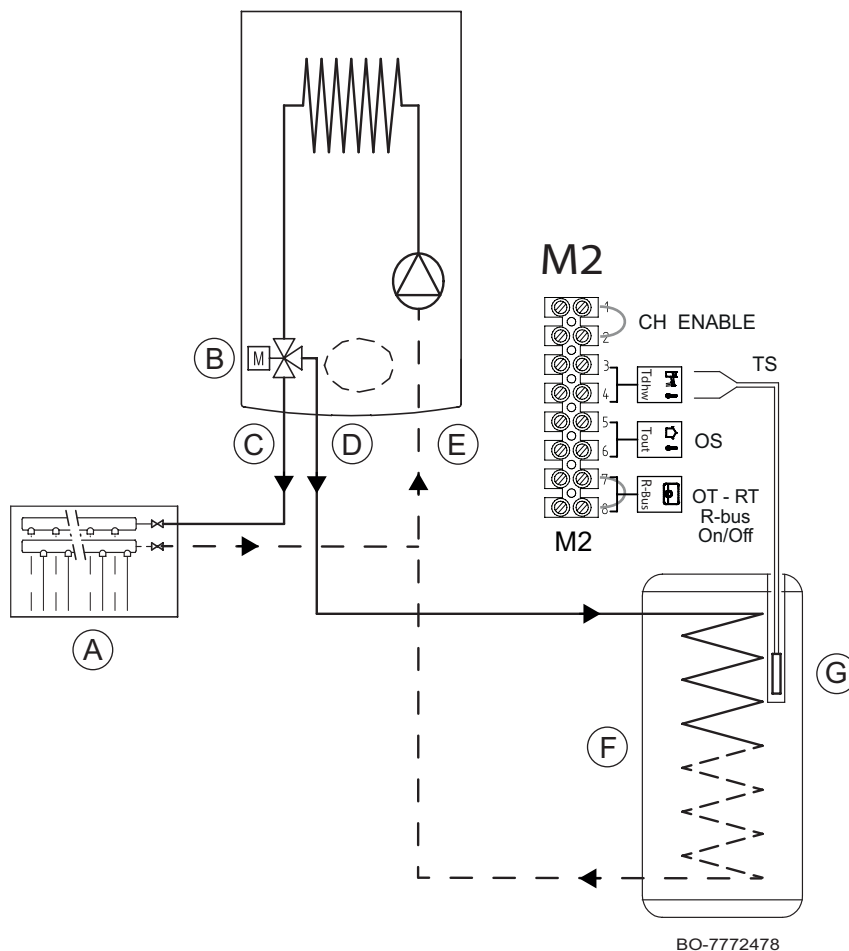 M2
1
CH ENABLE
2
3
Tdhw
TS
4
5
Tout
OS
6
7
R-Bus
8
OT - RT
R-bus
On/Off
M2
B
M
C
D
E
A
G
F
BO-7772478